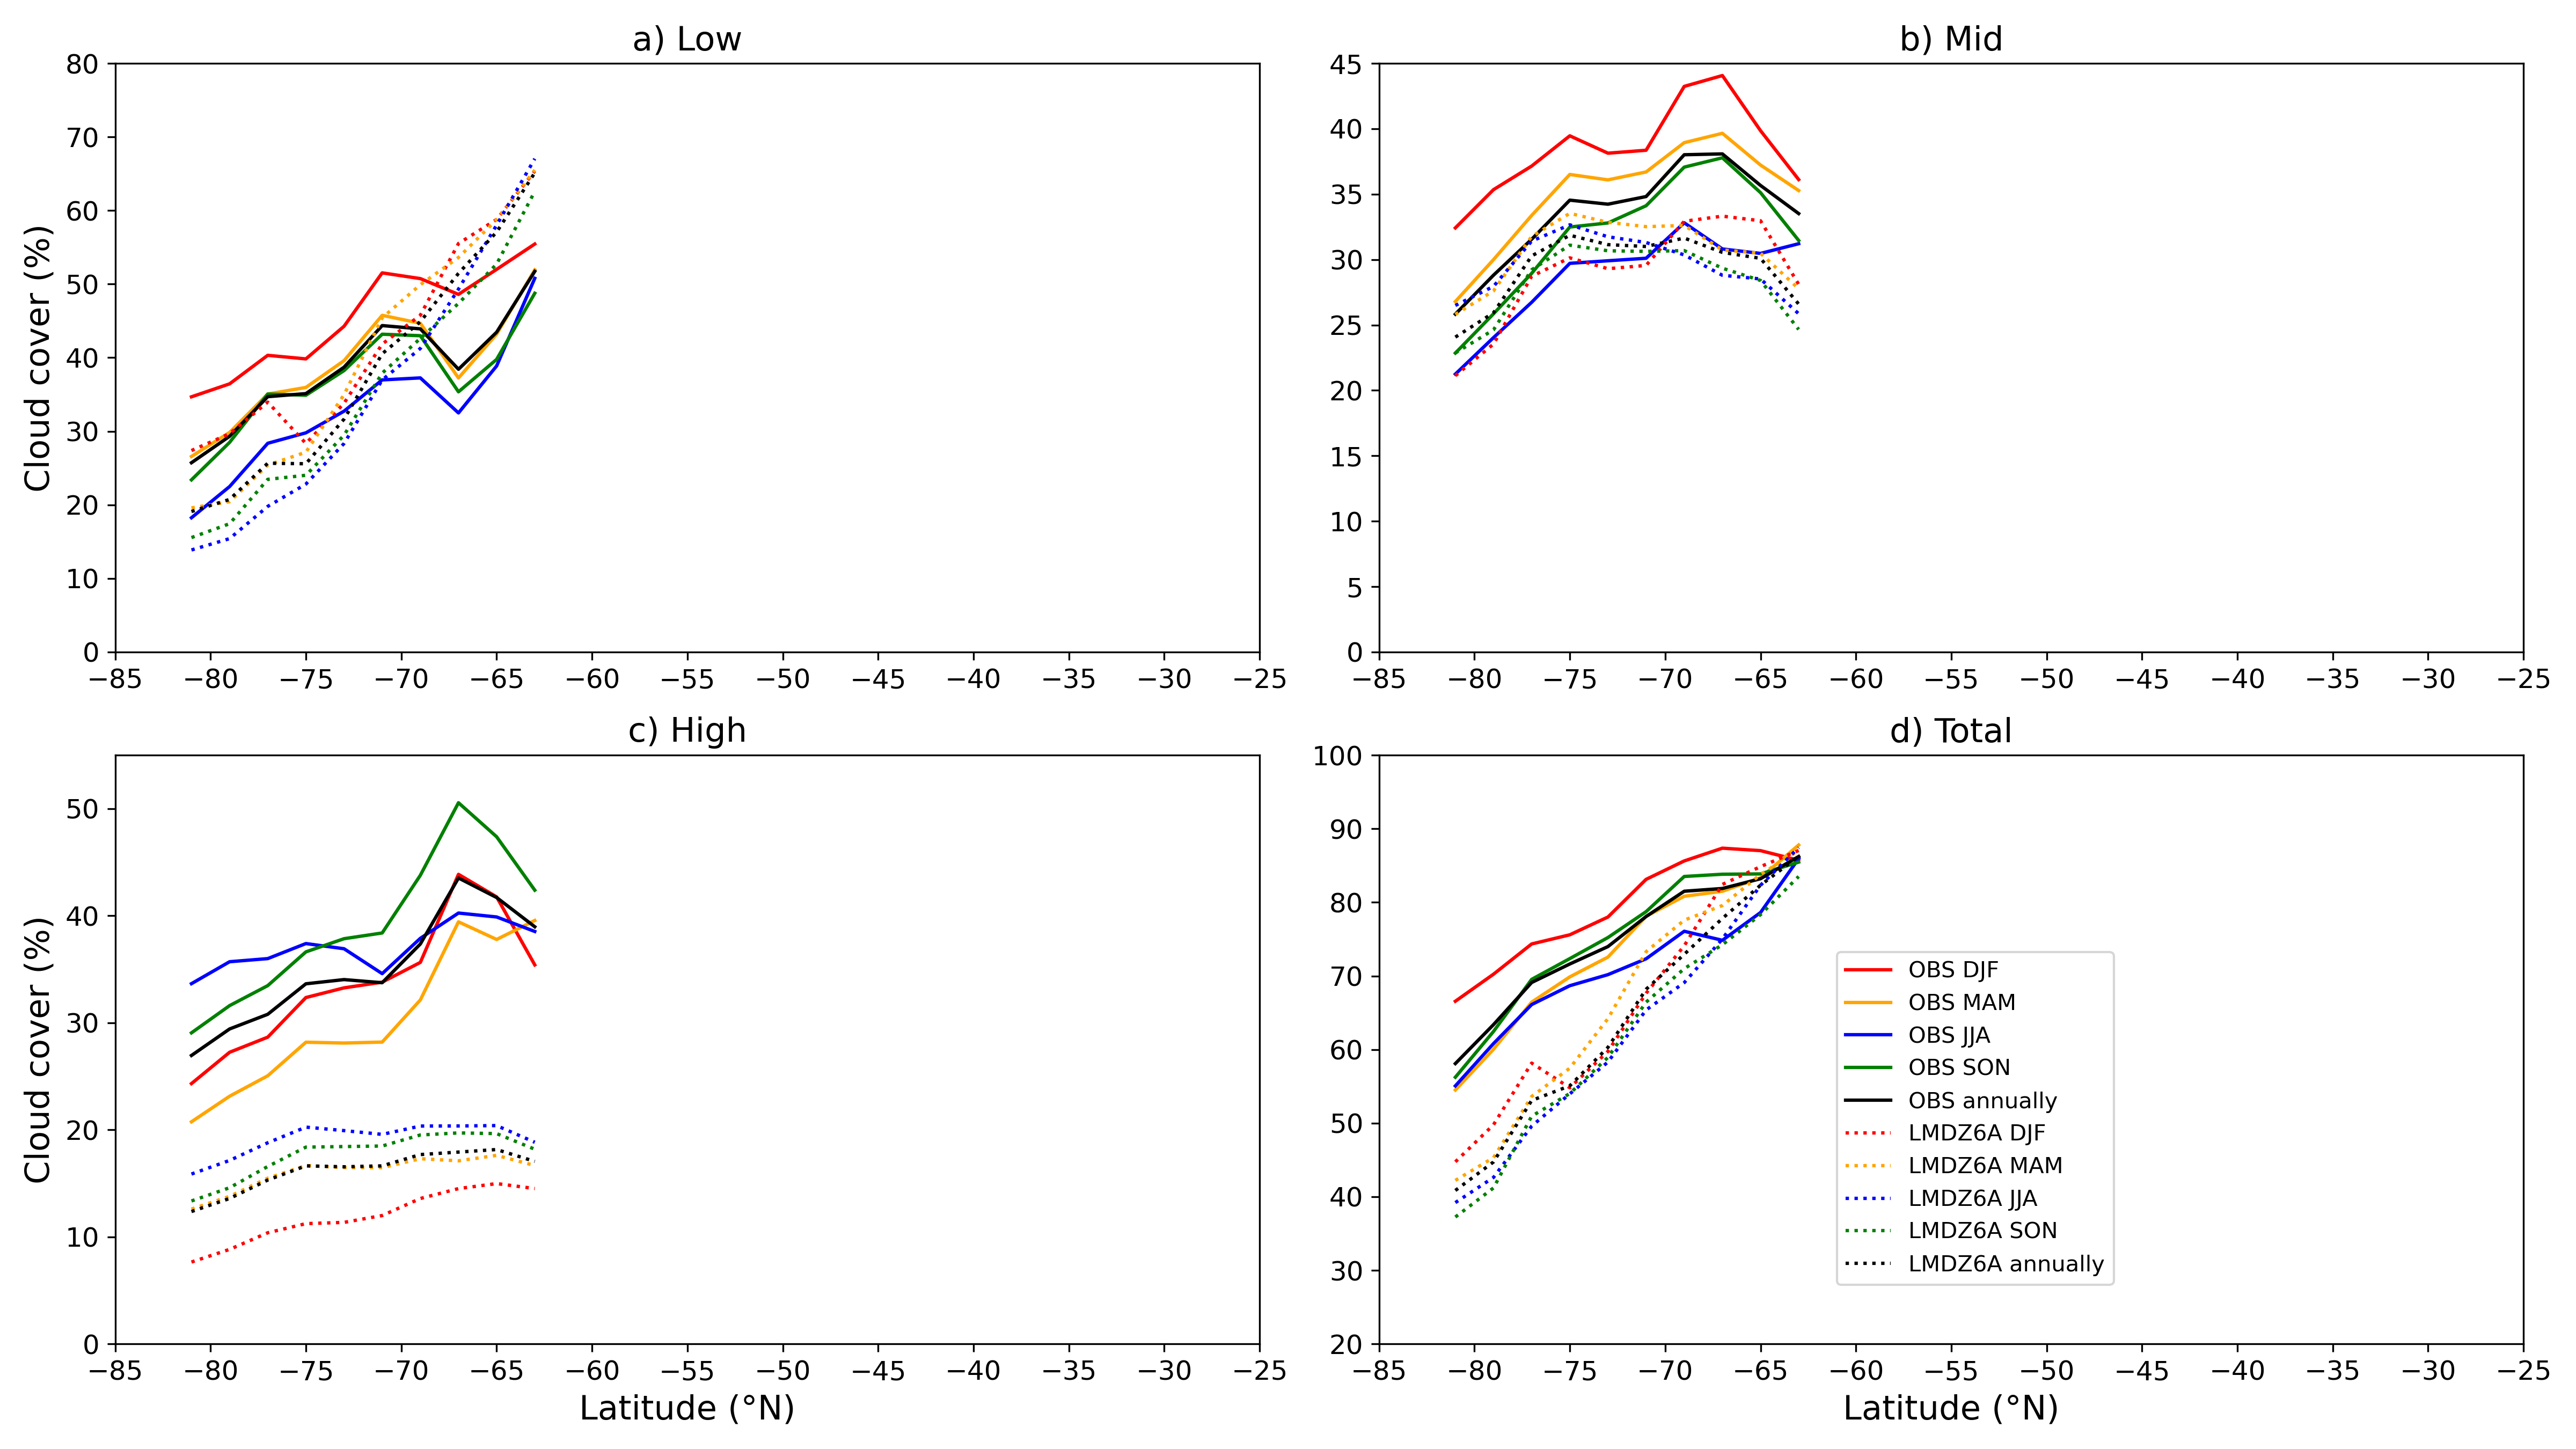 a) Low
Cloud cover (%)
80
70
60
50
40
30
20
10
0
−85 −80 −75 −70 −65 −60 −55 −50 −45 −40 −35 −30 −25
b) Mid
45
40
35
30
25
20
15
10
5
0
−85 −80 −75 −70 −65 −60 −55 −50 −45 −40 −35 −30 −25
c) High
Cloud cover (%)
50
40
30
20
10
0
−85 −80 −75 −70 −65 −60 −55 −50 −45 −40 −35 −30 −25
Latitude (°N)
d) Total
100
90
80
70
60
50
40
30
20
OBS DJF
OBS MAM
OBS JJA
OBS SON
OBS annually
LMDZ6A DJF
LMDZ6A MAM
LMDZ6A JJA
LMDZ6A SON
LMDZ6A annually
−85 −80 −75 −70 −65 −60 −55 −50 −45 −40 −35 −30 −25
Latitude (°N)